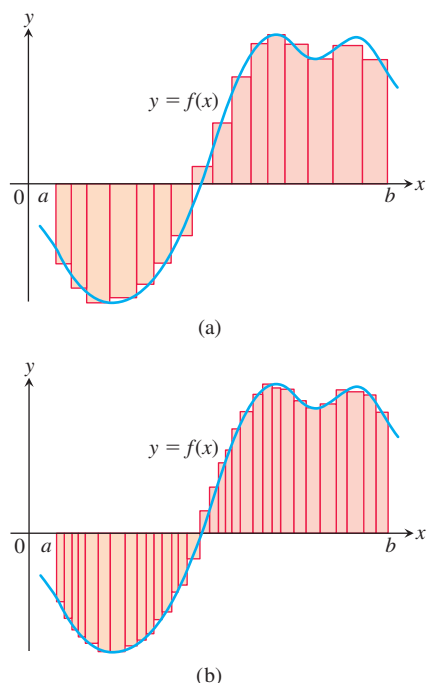 y
y = f(x)
0 a b x
(a)
y
y = f(x)
0 a b x
(b)